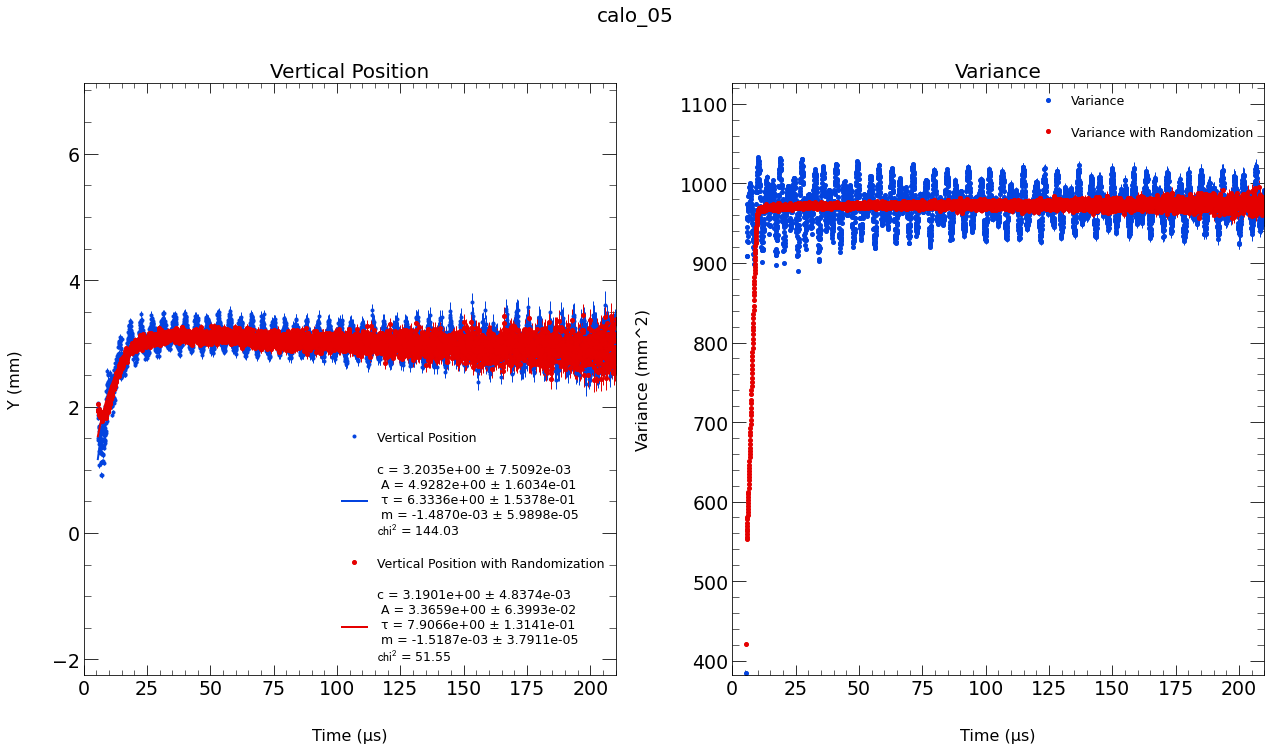 calo_05
Vertical Position
Y (mm)
6
4
2
0
−2
0 25 50 75 100 125 150 175 200
Time (μs)
Vertical Position
c = 3.2035e+00 ± 7.5092e-03
A = 4.9282e+00 ± 1.6034e-01
τ = 6.3336e+00 ± 1.5378e-01
m = -1.4870e-03 ± 5.9898e-05
chi² = 144.03
Vertical Position with Randomization
c = 3.1901e+00 ± 4.8374e-03
A = 3.3659e+00 ± 6.3993e-02
τ = 7.9066e+00 ± 1.3141e-01
m = -1.5187e-03 ± 3.7911e-05
chi² = 51.55
Variance
Variance (mm^2)
1100
1000
900
800
700
600
500
400
0 25 50 75 100 125 150 175 200
Time (μs)
Variance
Variance with Randomization